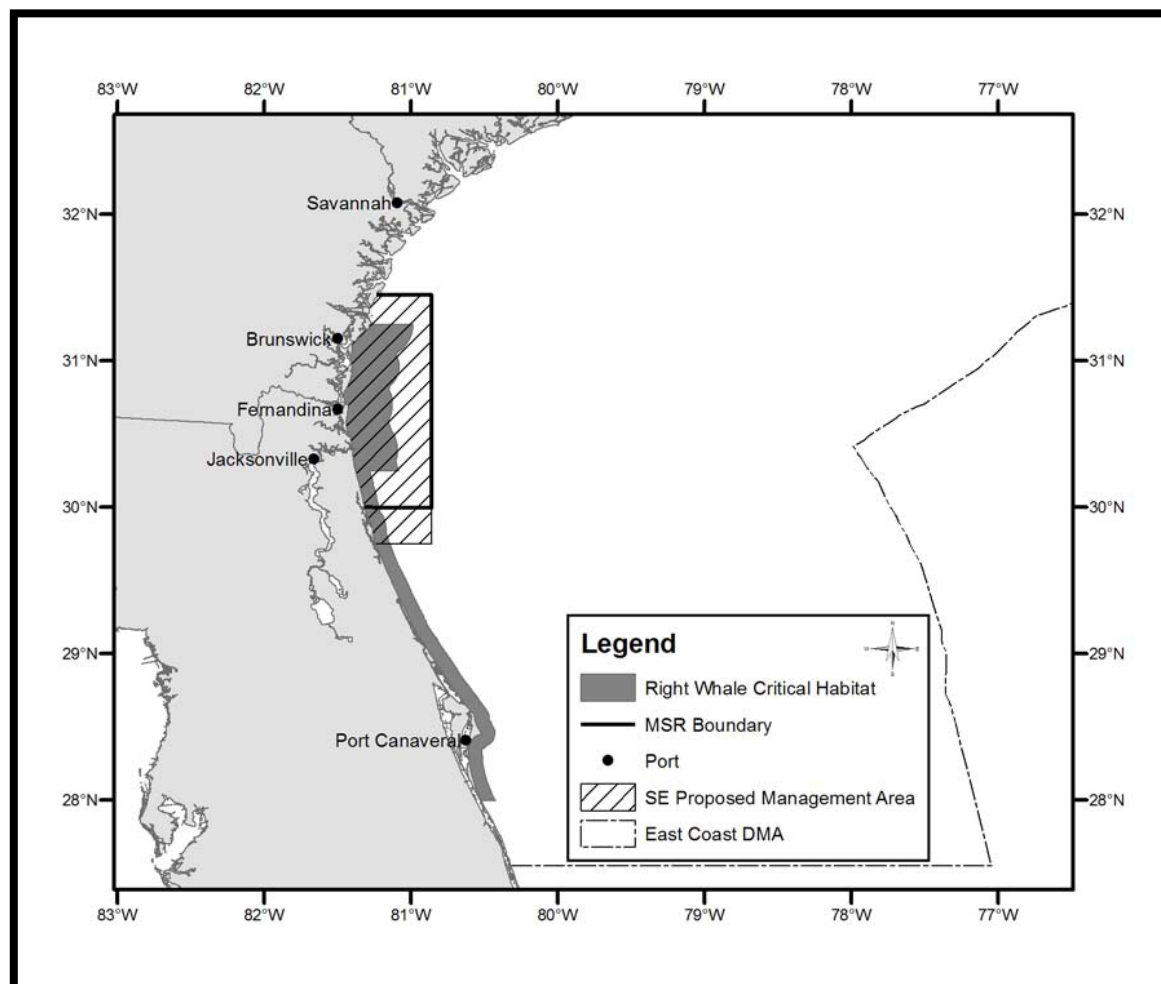 83°W 82°W 81°W 80°W 79°W 78°W 77°W
Savannah
32°N 32°N
Brunswick
31°N 31°N
Fernandina
Jacksonville
30°N 30°N
29°N 29°N
Legend
N
W E
S
Right Whale Critical Habitat
MSR Boundary
Port Canaveral
Port
28°N 28°N
SE Proposed Management Area
East Coast DMA
83°W 82°W 81°W 80°W 79°W 78°W 77°W